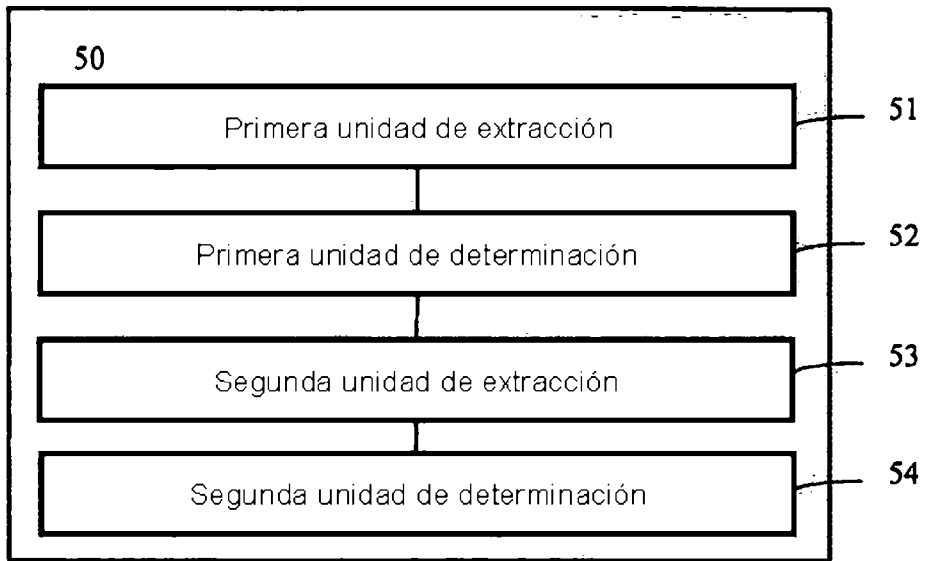 50
Primera unidad de extracción
51
Primera unidad de determinación
52
Segunda unidad de extracción
53
Segunda unidad de determinación
54